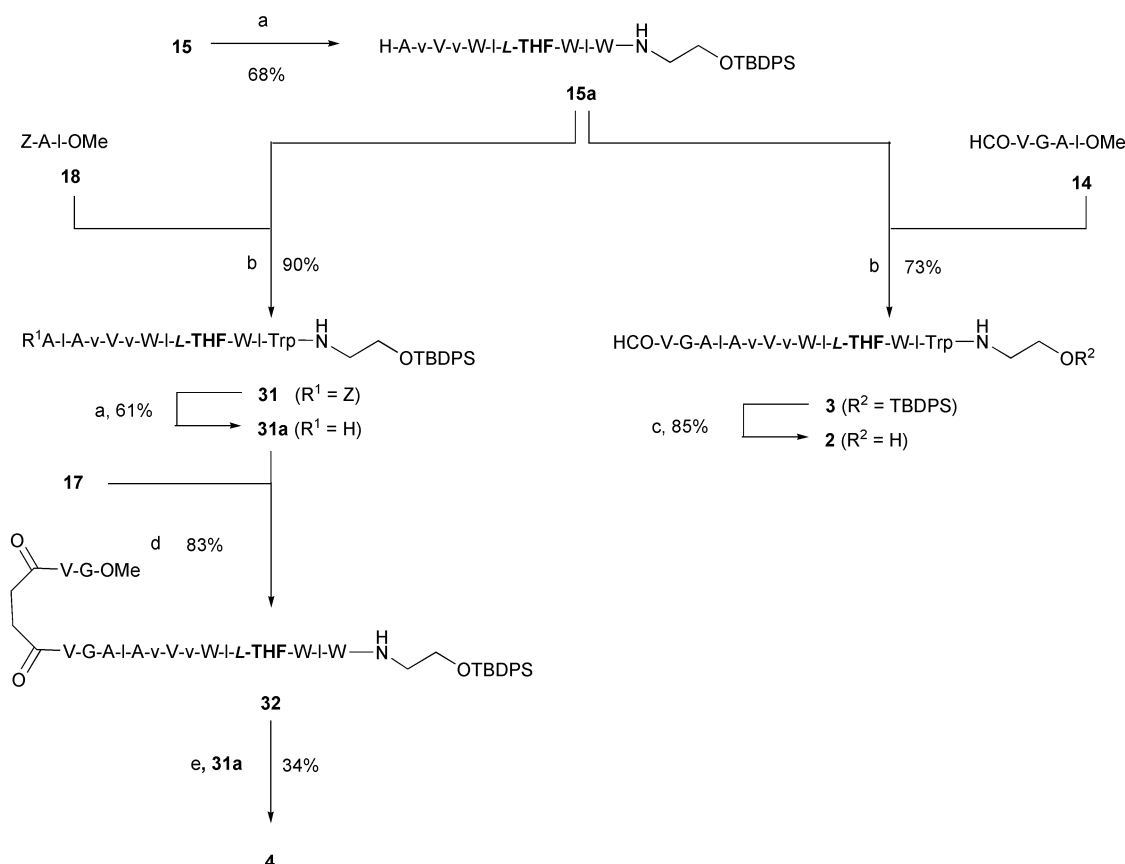 a
15
68%
H-A-v-V-v-W-l-L-THF-W-l-W
H
N
OTBDPS
15a
Z-A-l-OMe
18
HCO-V-G-A-l-OMe
14
b
90%
b
73%
R¹A-l-A-v-V-v-W-l-L-THF-W-l-Trp
H
N
OTBDPS
HCO-V-G-A-l-A-v-V-v-W-l-L-THF-W-l-Trp
H
N
OR²
31 (R¹ = Z)
a, 61%
31a (R¹ = H)
3 (R² = TBDPS)
c, 85%
2 (R² = H)
17
d 83%
O
V-G-OMe
O
V-G-A-l-A-v-V-v-W-l-L-THF-W-l-W
H
N
OTBDPS
32
e, 31a
34%
4